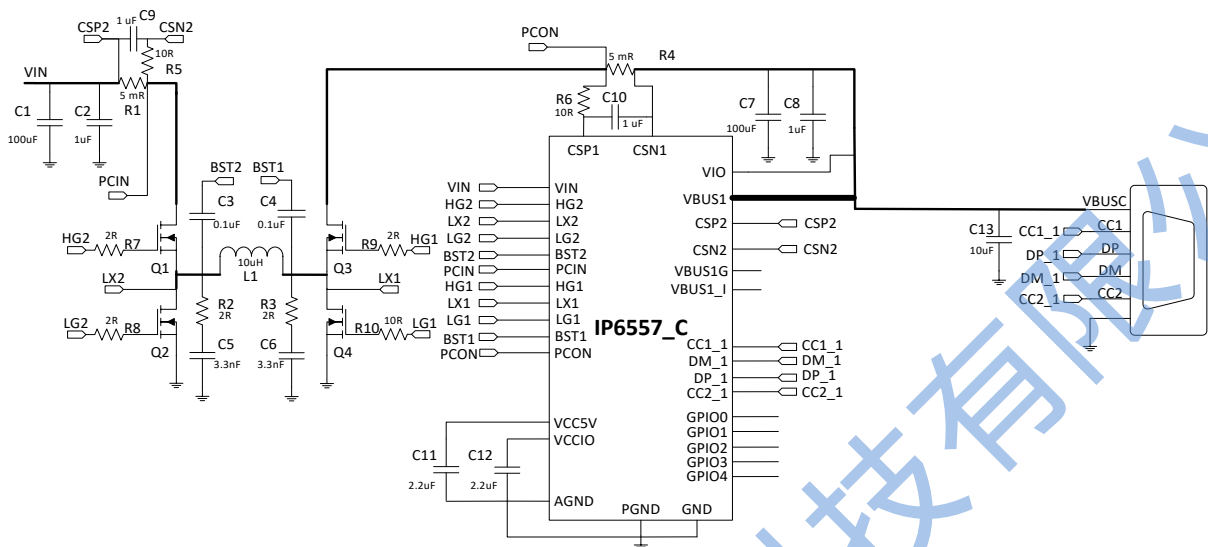 C9
1 uF
CSP2
CSN2
10R
R5
VIN
5 mR
R1
C1
100uF
C2
1uF
PCIN
BST2
BST1
C3
0.1uF
C4
0.1uF
HG2
2R
R7
Q1
10uH
L1
Q3
2R
R9
HG1
LX2
LX1
R2
2R
R3
2R
LG2
2R
R8
Q2
Q4
10R
R10
LG1
C5
3.3nF
C6
3.3nF
PCON
5 mR
R4
R6
10R
C10
1 uF
C7
100uF
C8
1uF
CSP1
CSN1
VIN
HG2
LX2
LG2
BST2
PCIN
HG1
LX1
LG1
BST1
PCON
VIN
HG2
LX2
LG2
BST2
PCIN
HG1
LX1
LG1
BST1
PCON
IP6557_C
VCC5V
VCCIO
AGND
PGND
GND
C11
2.2uF
C12
2.2uF
VIO
VBUS1
CSP2
CSN2
VBUS1G
VBUS1_I
CC1_1
DM_1
DP_1
CC2_1
GPIO0
GPIO1
GPIO2
GPIO3
GPIO4
CSP2
CSN2
CC1_1
DM_1
DP_1
CC2_1
C13
10uF
VBUSC
CC1_1
CC1
DP_1
DP
DM_1
DM
CC2_1
CC2
科技有限公